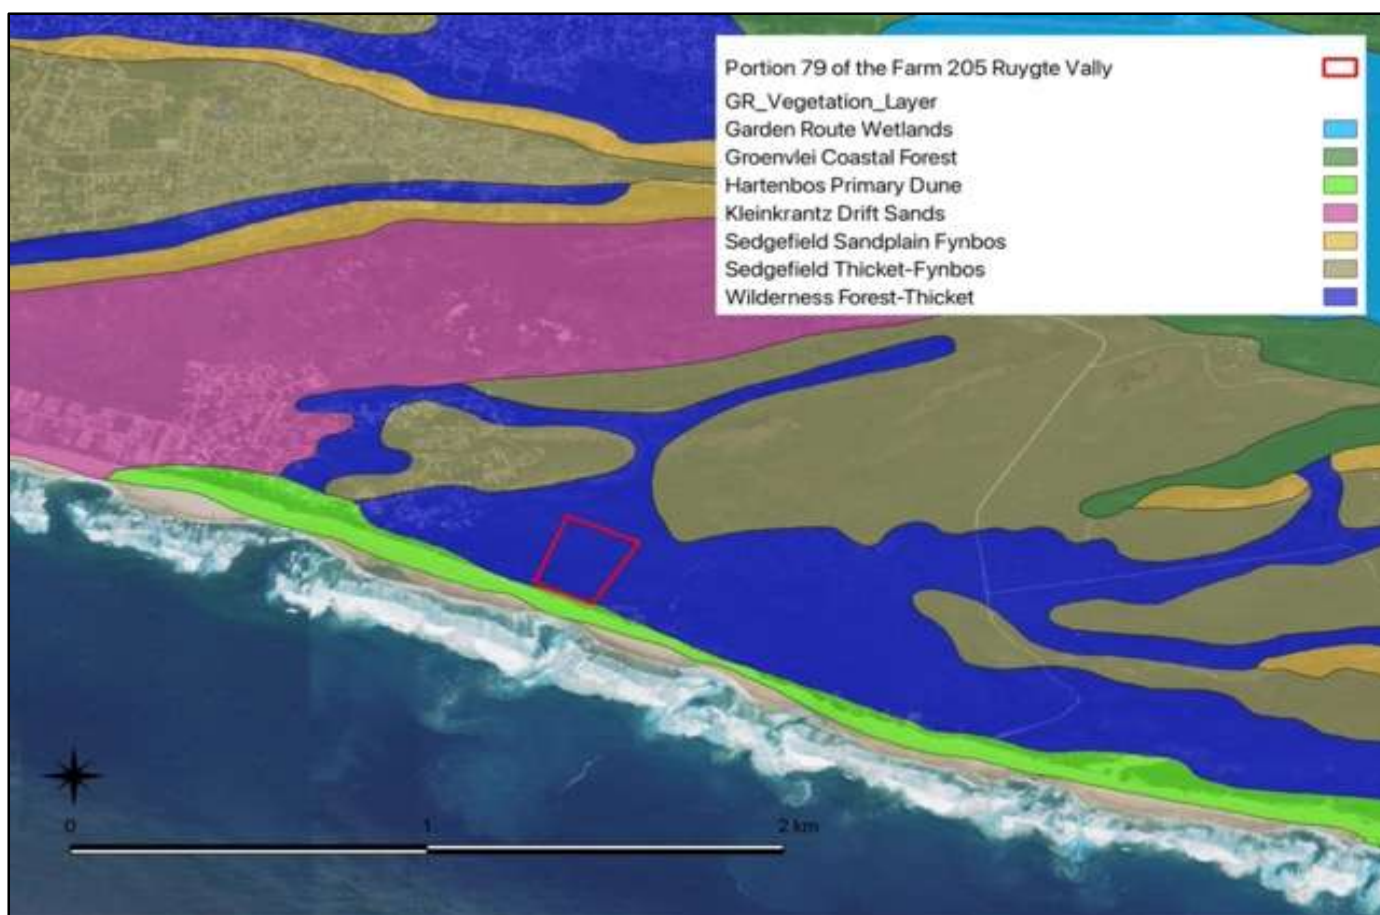 Portion 79 of the Farm 205 Ruygte Vally
GR_Vegetation_Layer
Garden Route Wetlands
Groenvlei Coastal Forest
Hartenbos Primary Dune
Kleinkrantz Drift Sands
Sedgefield Sandplain Fynbos
Sedgefield Thicket-Fynbos
Wilderness Forest-Thicket
0 1 2 km